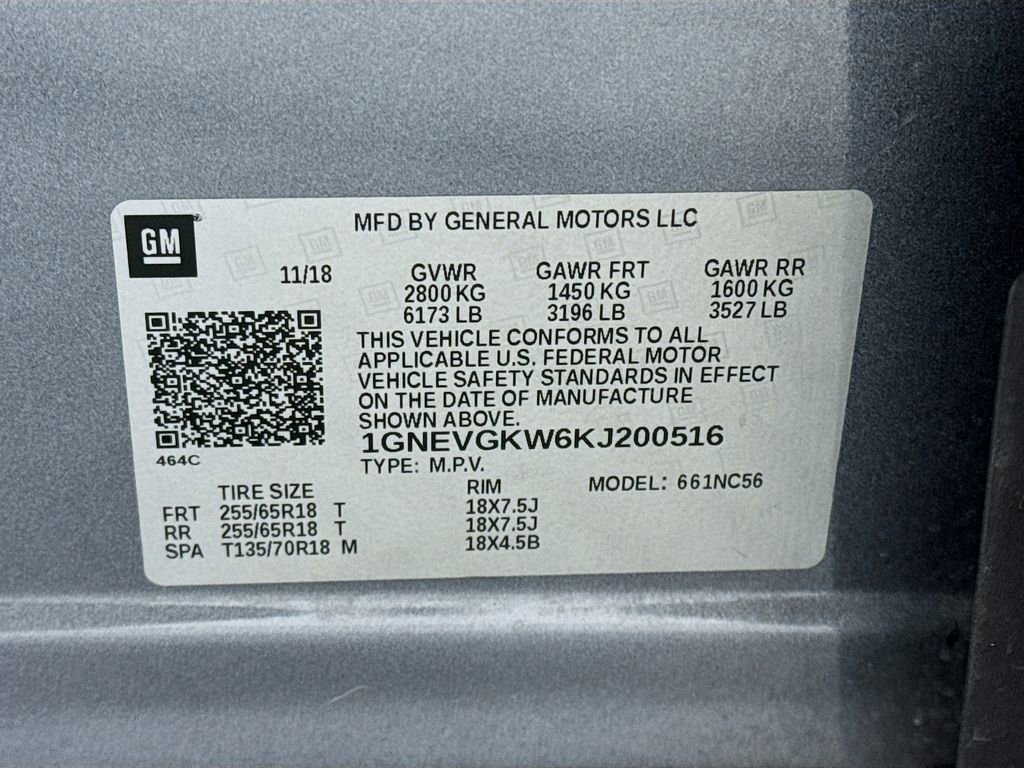 GM
MFD BY GENERAL MOTORS LLC
11/18 GVWR GAWR FRT GAWR RR
2800 KG 1450 KG 1600 KG
6173 LB 3196 LB 3527 LB
THIS VEHICLE CONFORMS TO ALL
APPLICABLE U.S. FEDERAL MOTOR
VEHICLE SAFETY STANDARDS IN EFFECT
ON THE DATE OF MANUFACTURE
SHOWN ABOVE.
1GNEVGKW6KJ200516
464C
TYPE: M.P.V.
TIRE SIZE RIM MODEL: 661NC56
FRT 255/65R18 T 18X7.5J
RR 255/65R18 T 18X7.5J
SPA T135/70R18 M 18X4.5B